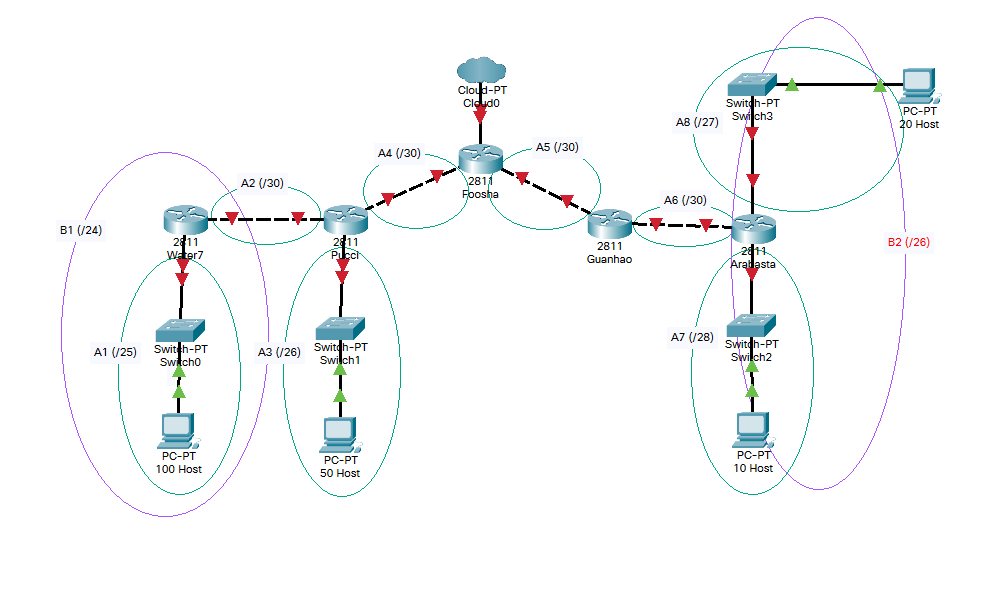 Cloud-PT
Cloud0
Switch-PT
Switch3
PC-PT
20 Host
A8 (/27)
A4 (/30)
A5 (/30)
2811
Foosha
A2 (/30)
A6 (/30)
B1 (/24)
2811
Water7
2811
Pucci
2811
Guanhao
2811
Arabasta
B2 (/26)
A1 (/25)
Switch-PT
Switch0
A3 (/26)
Switch-PT
Switch1
A7 (/28)
Switch-PT
Switch2
PC-PT
100 Host
PC-PT
50 Host
PC-PT
10 Host